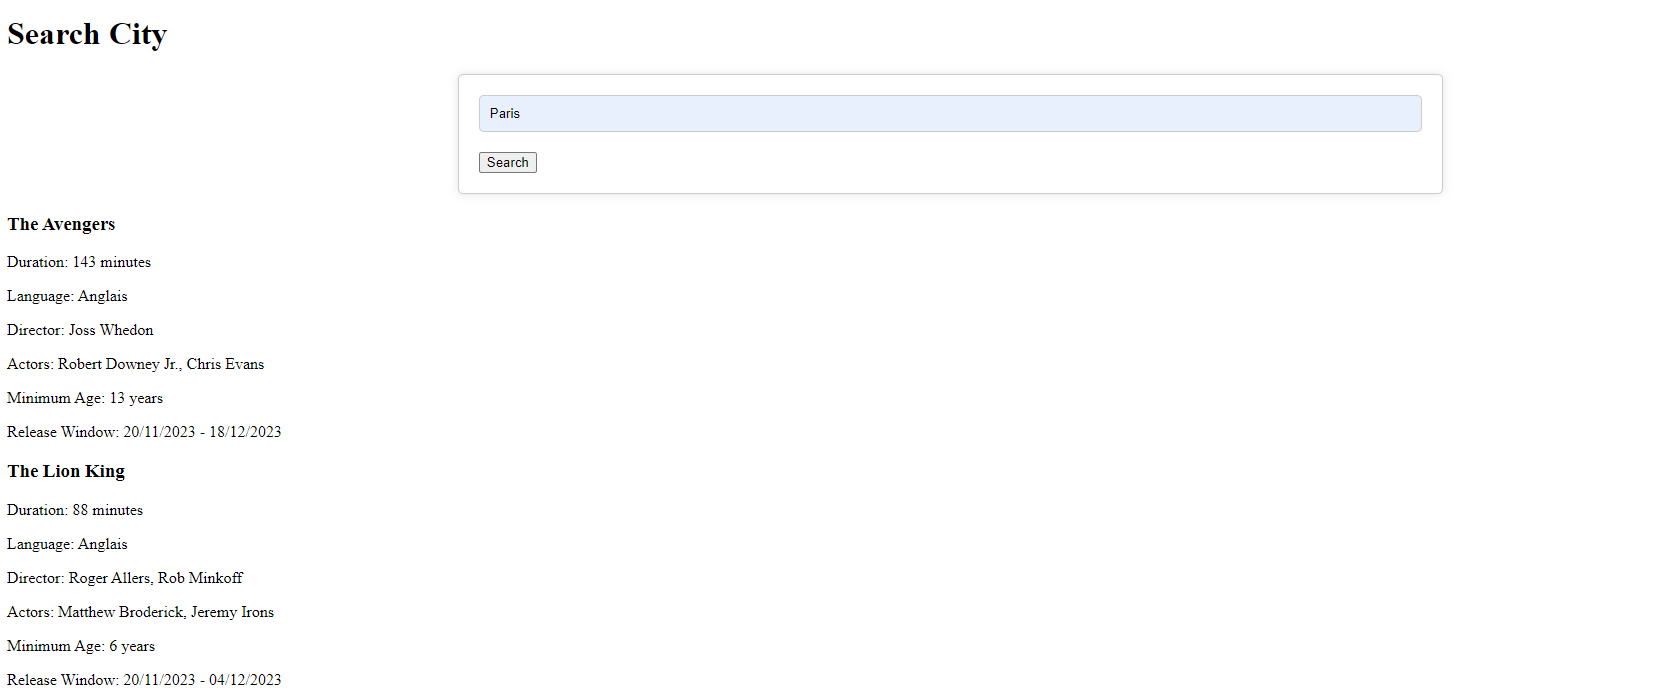 Search City
Paris
Search
The Avengers
Duration: 143 minutes
Language: Anglais
Director: Joss Whedon
Actors: Robert Downey Jr., Chris Evans
Minimum Age: 13 years
Release Window: 20/11/2023 - 18/12/2023
The Lion King
Duration: 88 minutes
Language: Anglais
Director: Roger Allers, Rob Minkoff
Actors: Matthew Broderick, Jeremy Irons
Minimum Age: 6 years
Release Window: 20/11/2023 - 04/12/2023